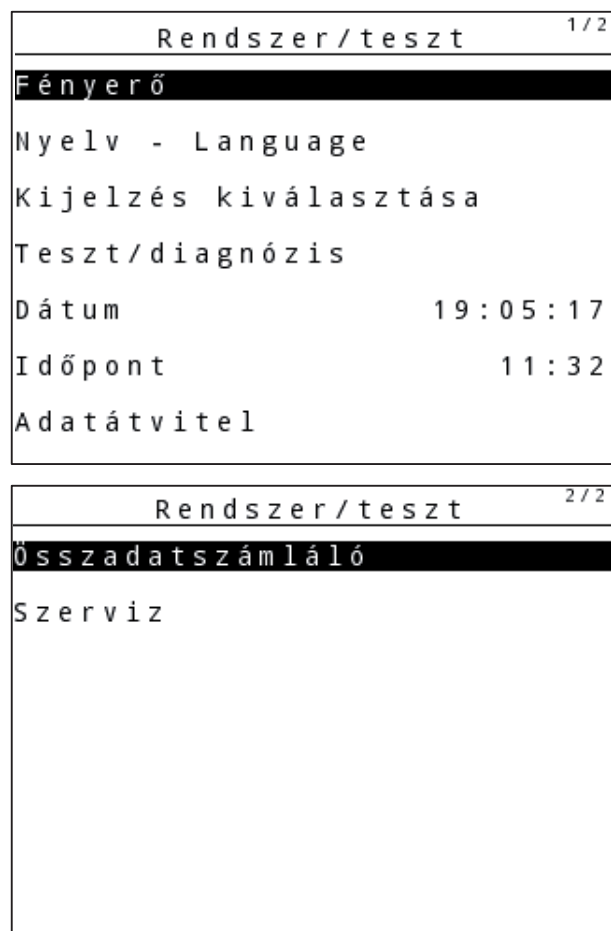 Rendszer/teszt 1/2
Fényerő
Nyelv - Language
Kijelzés kiválasztása
Teszt/diagnózis
Dátum 19:05:17
Időpont 11:32
Adatátvitel
Rendszer/teszt 2/2
Összadatszámláló
Szerviz